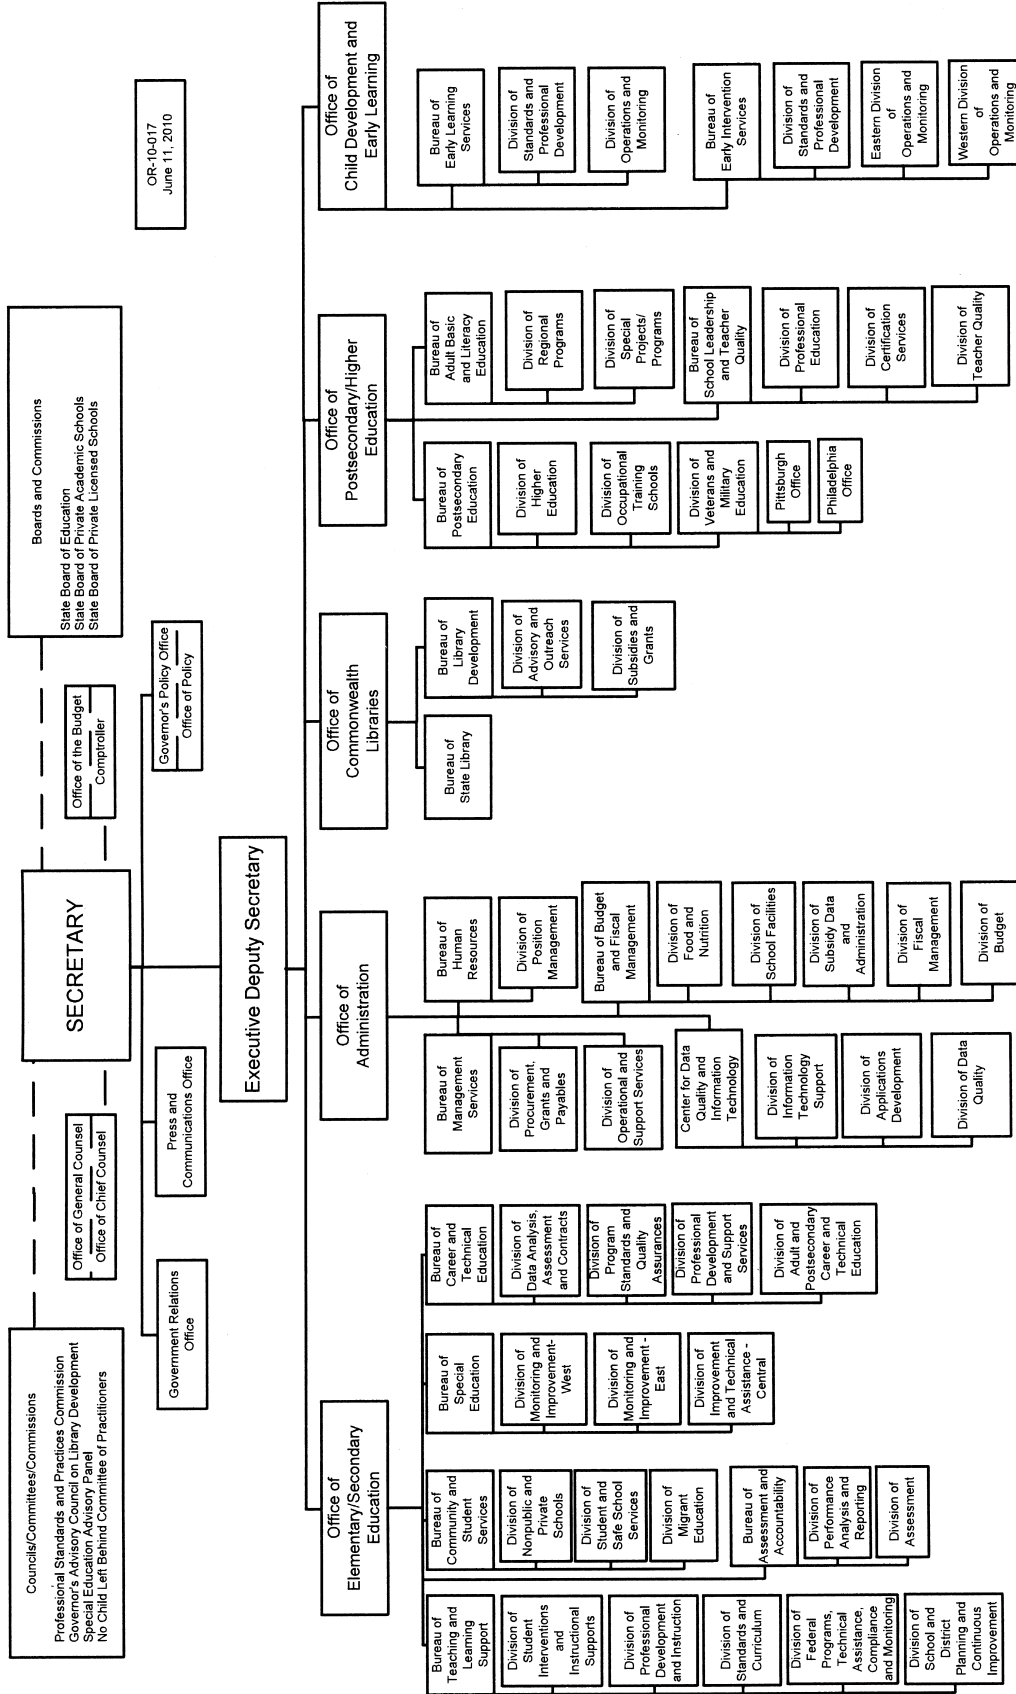 Councils/Committees/Commissions
Professional Standards and Practices Commission
Governor's Advisory Council on Library Development
Special Education Advisory Panel
No Child Left Behind Committee of Practitioners
SECRETARY
Boards and Commissions
State Board of Education
State Board of Private Academic Schools
State Board of Private Licensed Schools
Office of General Counsel
Office of Chief Counsel
Office of the Budget
Comptroller
OR-10-017
June 11, 2010
Government Relations
Office
Press and
Communications Office
Governor's Policy Office
Office of Policy
Executive Deputy Secretary
Office of
Elementary/Secondary
Education
Bureau of
Teaching and
Learning
Support
Division of
Student
Interventions
and
Instructional
Supports
Division of
Professional
Development
and Instruction
Division of
Standards and
Curriculum
Division of
Federal
Programs,
Technical
Assistance,
Compliance
and Monitoring
Division of
School and
District
Planning and
Continuous
Improvement
Bureau of
Community and
Student
Services
Division of
Nonpublic and
Private
Schools
Division of
Student and
Safe School
Services
Division of
Migrant
Education
Bureau of
Assessment and
Accountability
Division of
Performance
Analysis and
Reporting
Division of
Assessment
Bureau of
Special
Education
Division of
Monitoring and
Improvement-
West
Division of
Monitoring and
Improvement -
East
Division of
Improvement
and Technical
Assistance -
Central
Bureau of
Career and
Technical
Education
Division of
Data Analysis,
Assessment
and Contracts
Division of
Program
Standards and
Quality
Assurances
Division of
Professional
Development
and Support
Services
Division of
Adult and
Postsecondary
Career and
Technical
Education
Office of
Administration
Bureau of
Management
Services
Division of
Procurement,
Grants and
Payables
Division of
Operational and
Support Services
Center for Data
Quality and
Information
Technology
Division of
Information
Technology
Support
Division of
Applications
Development
Division of Data
Quality
Bureau of
Human
Resources
Division of
Position
Management
Bureau of Budget
and Fiscal
Management
Division of
Food and
Nutrition
Division of
School Facilities
Division of
Subsidy Data
and
Administration
Division of
Fiscal
Management
Division of
Budget
Office of
Commonwealth
Libraries
Bureau of
State Library
Bureau of
Library
Development
Division of
Advisory and
Outreach
Services
Division of
Subsidies and
Grants
Office of
Postsecondary/Higher
Education
Bureau of
Postsecondary
Education
Division of
Higher
Education
Division of
Occupational
Training
Schools
Division of
Veterans and
Military
Education
Pittsburgh
Office
Philadelphia
Office
Bureau of
Adult Basic
and Literacy
Education
Division of
Regional
Programs
Division of
Special
Projects/
Programs
Bureau of
School Leadership
and Teacher
Quality
Division of
Professional
Education
Division of
Certification
Services
Division of
Teacher Quality
Office of
Child Development and
Early Learning
Bureau of
Early Learning
Services
Division of
Standards and
Professional
Development
Division of
Operations and
Monitoring
Bureau of
Early Intervention
Services
Division of
Standards and
Professional
Development
Eastern Division
of
Operations and
Monitoring
Western Division
of
Operations and
Monitoring